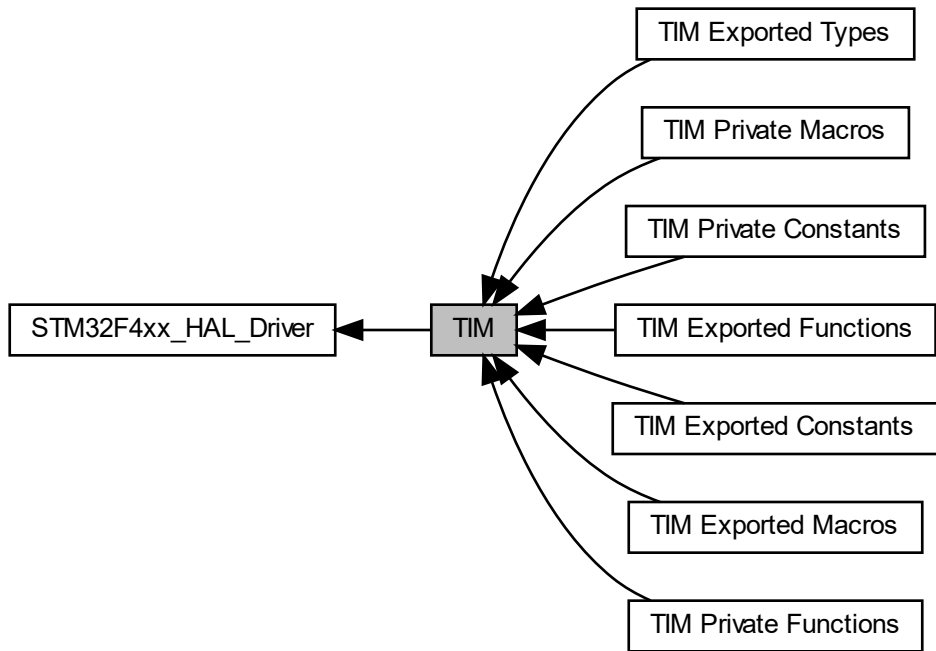 TIM Exported Types
TIM Private Macros
TIM Private Constants
STM32F4xx_HAL_Driver
TIM
TIM Exported Functions
TIM Exported Constants
TIM Exported Macros
TIM Private Functions